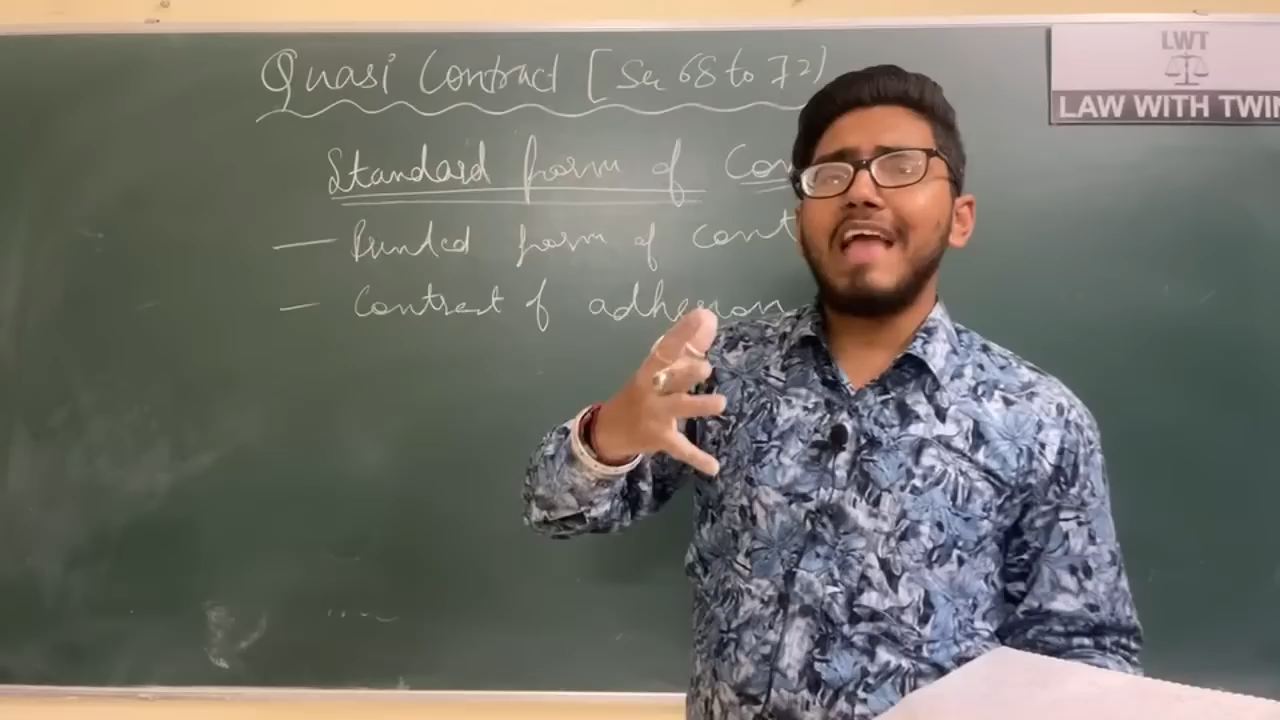 Quasi Contract [Sec 68 to 72)
Standard form of Con
— Printed form of cont
— Contract of adhesion
LWT
LAW WITH TWIN